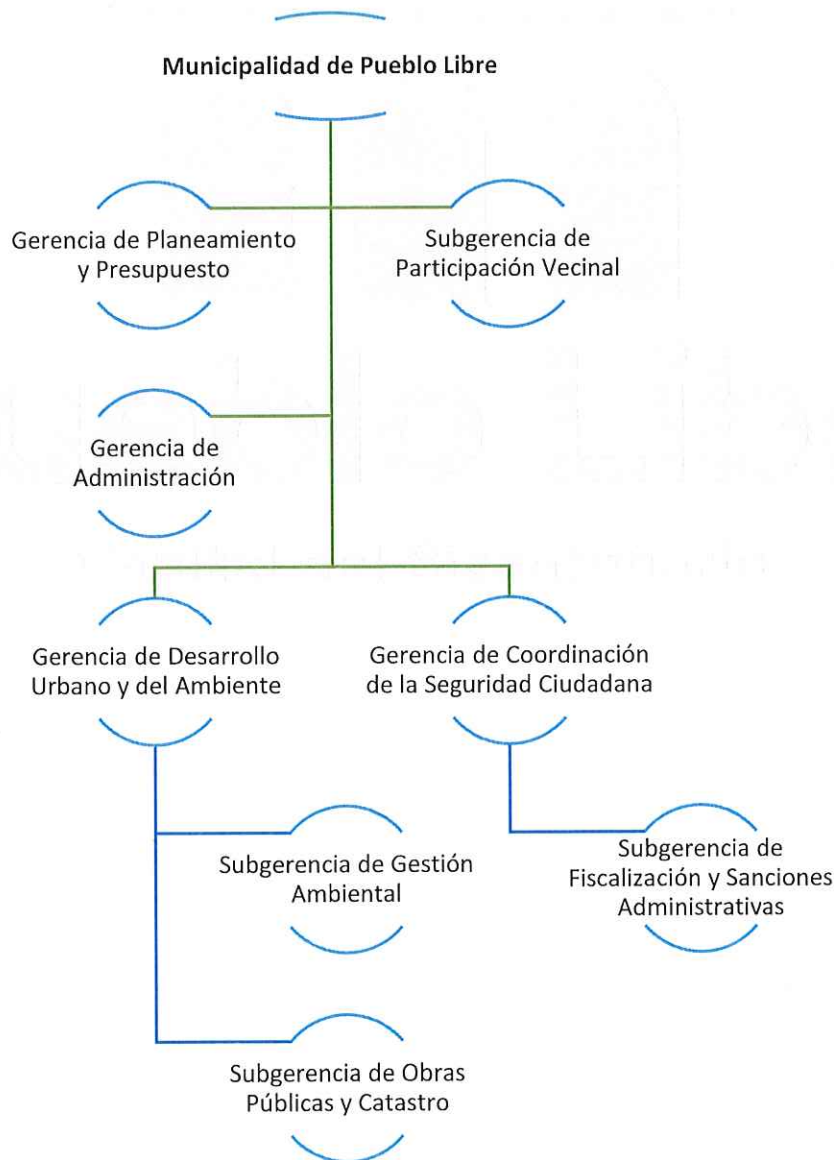 Municipalidad de Pueblo Libre
Gerencia de Planeamiento
y Presupuesto
Subgerencia de
Participación Vecinal
Gerencia de
Administración
Gerencia de Desarrollo
Urbano y del Ambiente
Gerencia de Coordinación
de la Seguridad Ciudadana
Subgerencia de Gestión
Ambiental
Subgerencia de
Fiscalización y Sanciones
Administrativas
Subgerencia de Obras
Públicas y Catastro